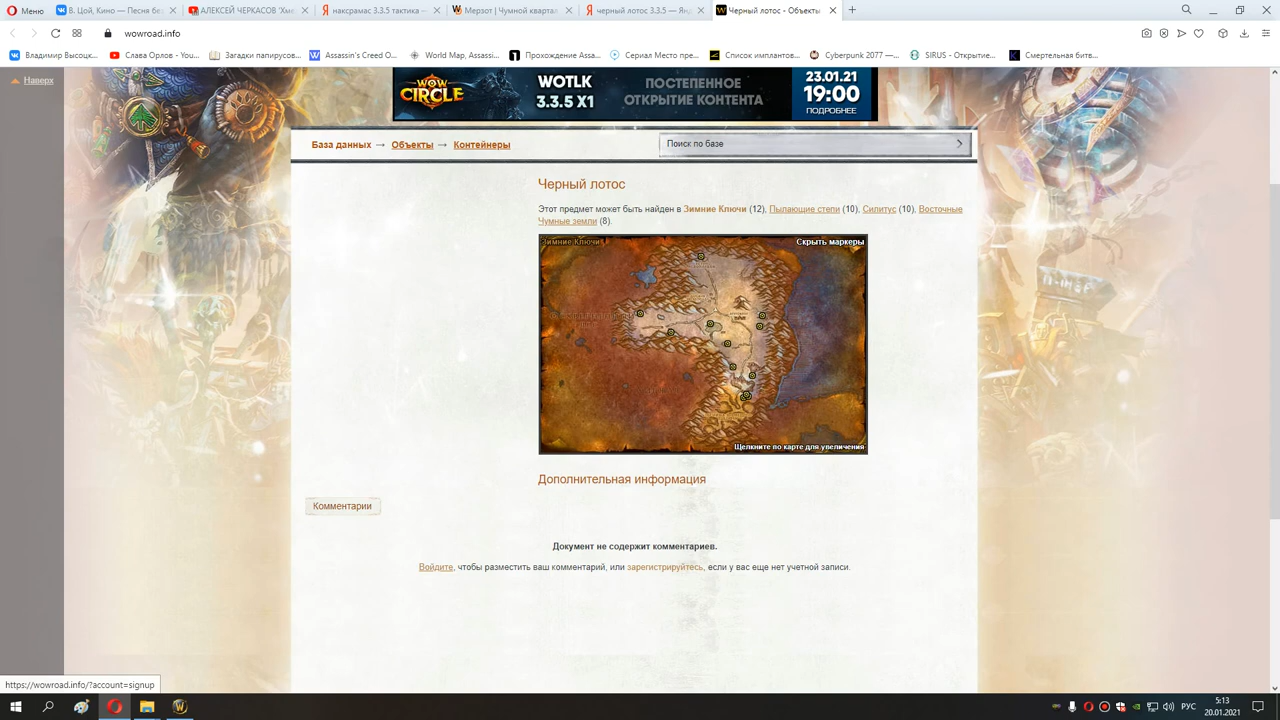 Меню
В. Цой, Кино — Песня без
АЛЕКСЕЙ ЧЕРКАСОВ 'Хме
наксрамас 3.3.5 тактика —
Мерзот | Чумной квартал
черный лотос 3.3.5 — Янд
Черный лотос - Объекты
wowroad.info
Владимир Высоцк...
Слава Орлов - You...
Загадки папирусов...
Assassin's Creed O...
World Map, Assassi...
Прохождение Assa...
Сериал Место пре...
Список имплантов...
Cyberpunk 2077 —...
SIRUS - Открытие...
Смертельная битв...
Наверх
WOW CIRCLE
WOTLK
3.3.5 X1
ПОСТЕПЕННОЕ
ОТКРЫТИЕ КОНТЕНТА
23.01.21
19:00
ПОДРОБНЕЕ
База данных → Объекты → Контейнеры
Поиск по базе
Черный лотос
Этот предмет может быть найден в Зимние Ключи (12), Пылающие степи (10), Силитус (10), Восточные
Чумные земли (8).
Зимние Ключи
Скрыть маркеры
Щелкните по карте для увеличения
Дополнительная информация
Комментарии
Документ не содержит комментариев.
Войдите, чтобы разместить ваш комментарий, или зарегистрируйтесь, если у вас еще нет учетной записи.
https://wowroad.info/?account=signup
РУС
5:13
20.01.2021